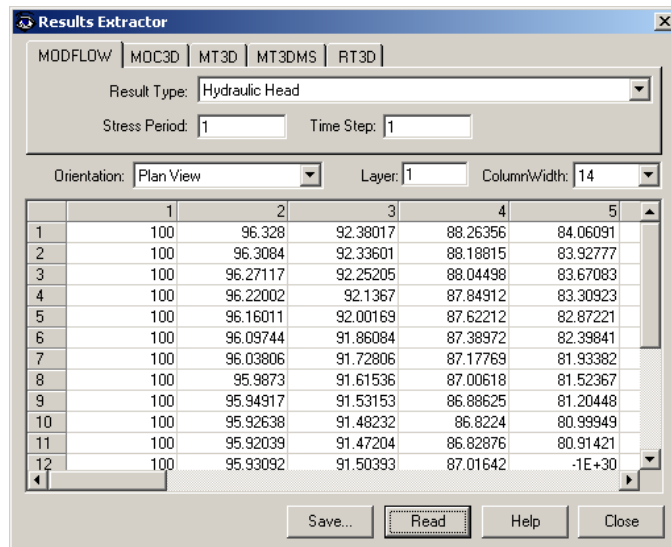 Results Extractor
MODFLOW MOC3D MT3D MT3DMS RT3D
Result Type: Hydraulic Head
Stress Period: 1 Time Step: 1
Orientation: Plan View Layer: 1 ColumnWidth: 14
1 2 3 4 5
1 100 96.328 92.38017 88.26356 84.06091
2 100 96.3084 92.33601 88.18815 83.92777
3 100 96.27117 92.25205 88.04498 83.67083
4 100 96.22002 92.1367 87.84912 83.30923
5 100 96.16011 92.00169 87.62212 82.87221
6 100 96.09744 91.86084 87.38972 82.39841
7 100 96.03806 91.72806 87.17769 81.93382
8 100 95.9873 91.61536 87.00618 81.52367
9 100 95.94917 91.53153 86.88625 81.20448
10 100 95.92638 91.48232 86.8224 80.99949
11 100 95.92039 91.47204 86.82876 80.91421
12 100 95.93092 91.50393 87.01642 -1E+30
Save... Read Help Close